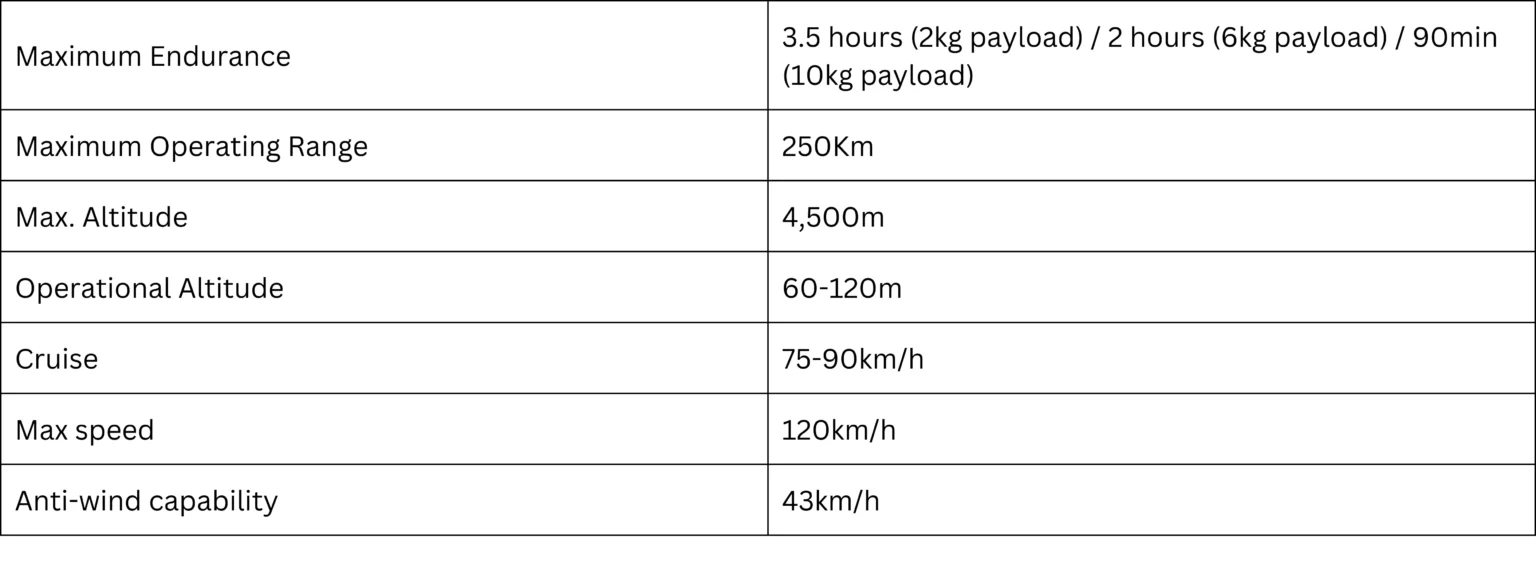 Maximum Endurance
3.5 hours (2kg payload) / 2 hours (6kg payload) / 90min
(10kg payload)
Maximum Operating Range
250Km
Max. Altitude
4,500m
Operational Altitude
60-120m
Cruise
75-90km/h
Max speed
120km/h
Anti-wind capability
43km/h